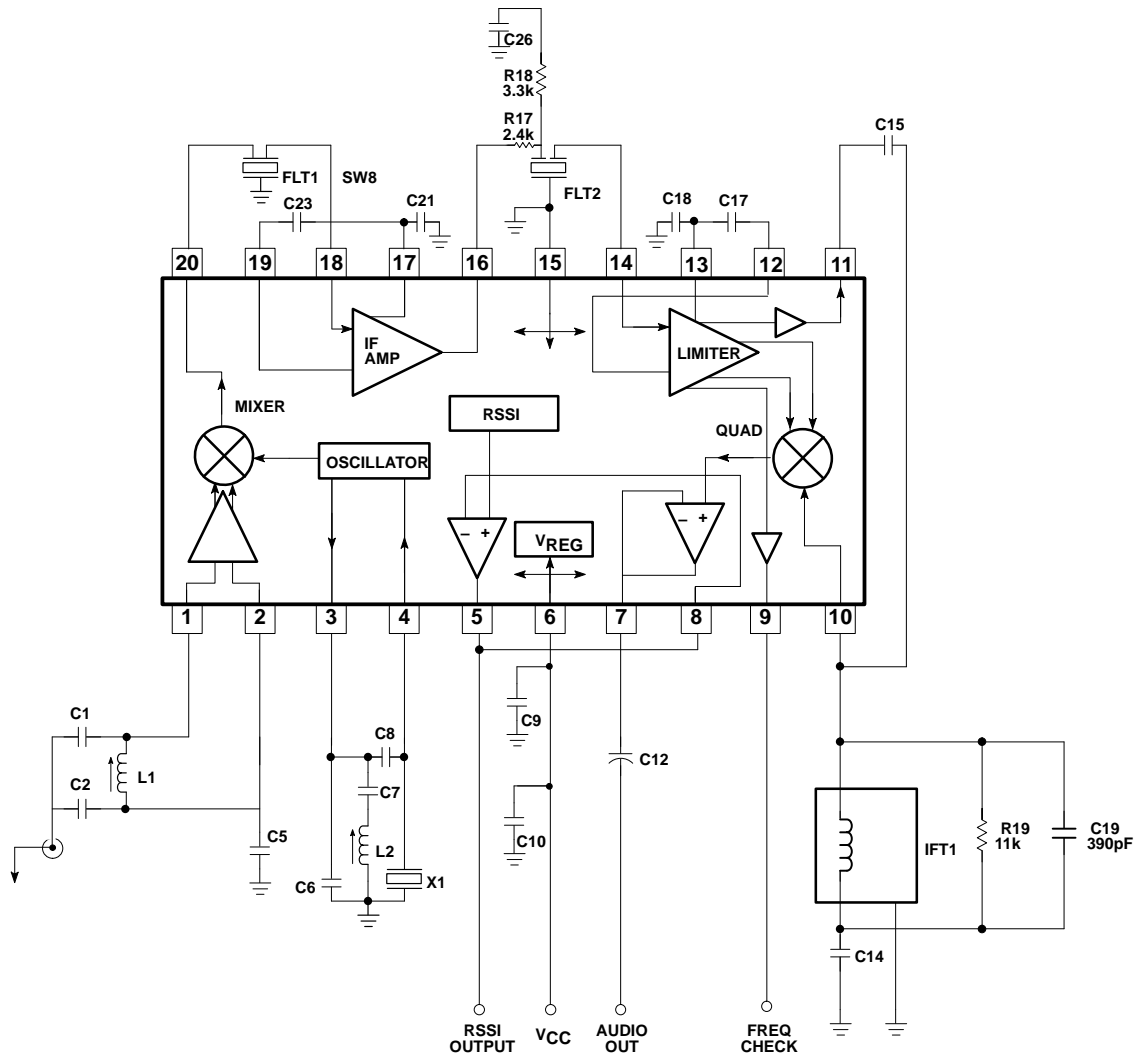 C26
R18
3.3k
R17
2.4k
C15
FLT1
SW8
FLT2
C23
C21
C18
C17
20
19
18
17
16
15
14
13
12
11
IF
AMP
LIMITER
MIXER
RSSI
QUAD
OSCILLATOR
– +
– +
VREG
1
2
3
4
5
6
7
8
9
10
C1
C9
C8
L1
C12
C2
C7
C5
C10
L2
R19
11k
C19
390pF
IFT1
C6
X1
C14
RSSI
OUTPUT
VCC
AUDIO
OUT
FREQ
CHECK